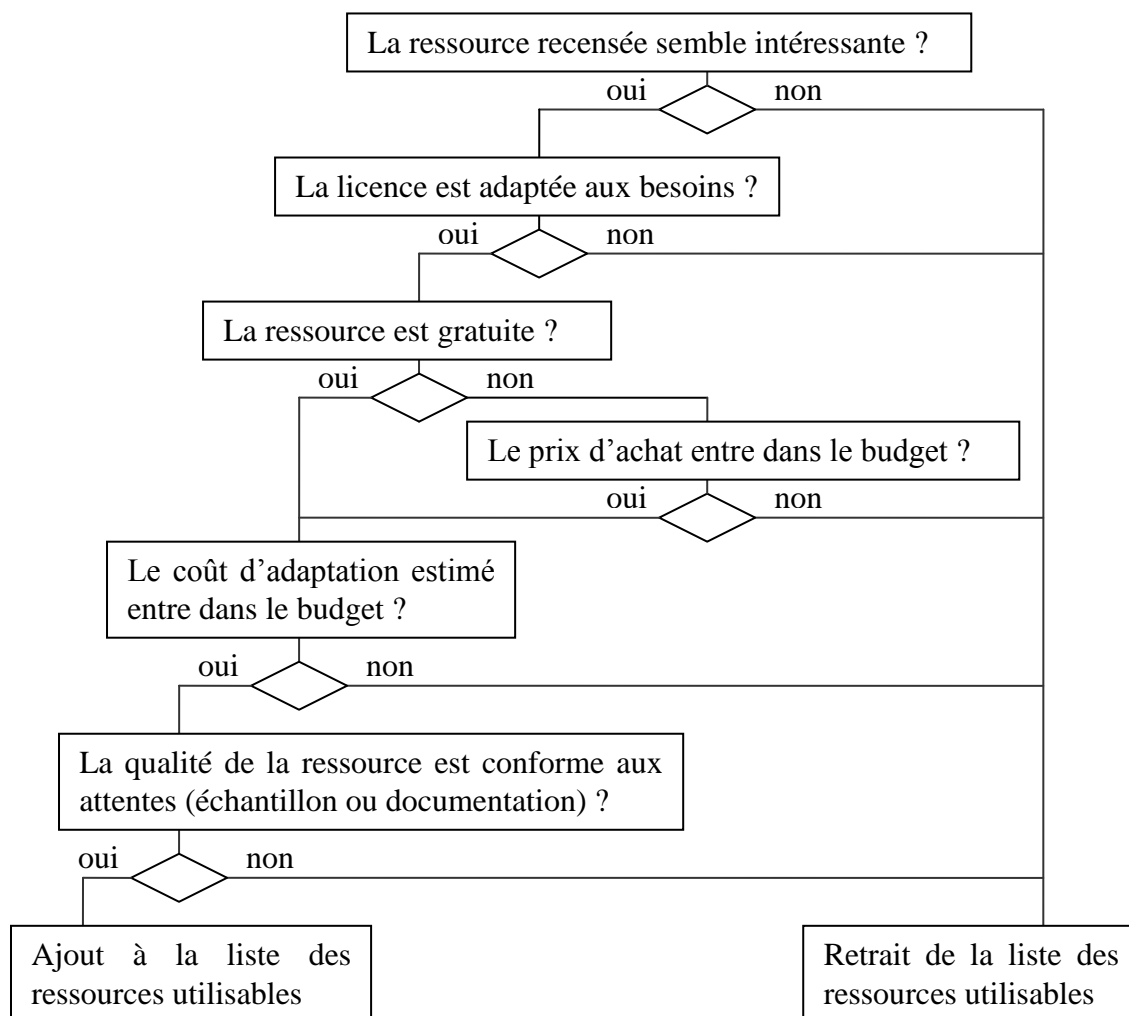 La ressource recensée semble intéressante ?
oui non
La licence est adaptée aux besoins ?
oui non
La ressource est gratuite ?
oui non
Le prix d’achat entre dans le budget ?
oui non
Le coût d’adaptation estimé
entre dans le budget ?
oui non
La qualité de la ressource est conforme aux
attentes (échantillon ou documentation) ?
oui non
Ajout à la liste des
ressources utilisables
Retrait de la liste des
ressources utilisables